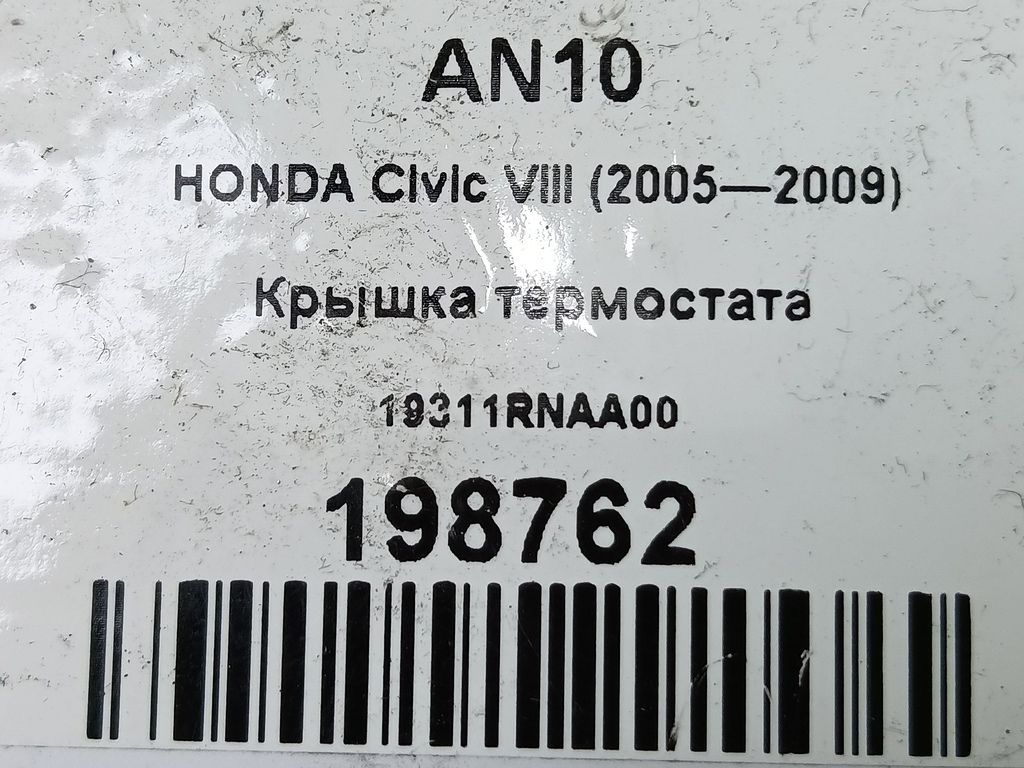 AN10
HONDA Civic VIII (2005—2009)
Крышка термостата
19311RNAA00
198762